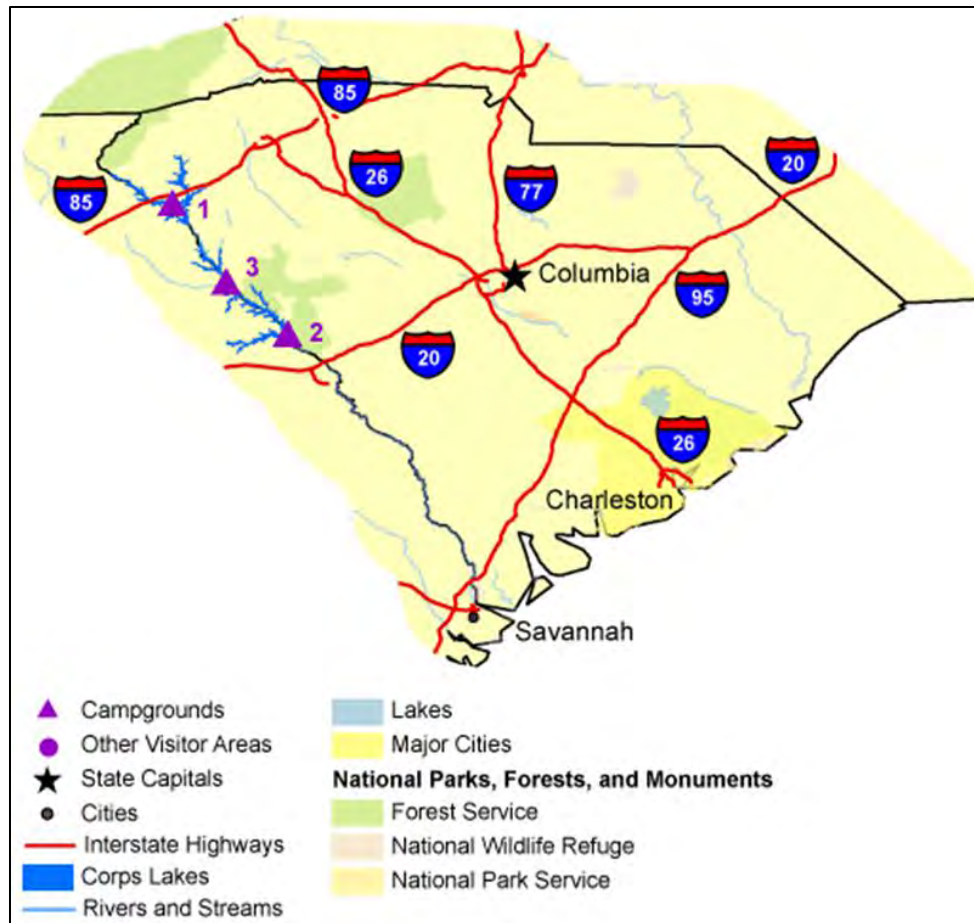 85
26
20
85
77
1
3
Columbia
95
2
20
26
Charleston
Savannah
Campgrounds
Other Visitor Areas
State Capitals
Cities
Interstate Highways
Corps Lakes
Rivers and Streams
Lakes
Major Cities
National Parks, Forests, and Monuments
Forest Service
National Wildlife Refuge
National Park Service